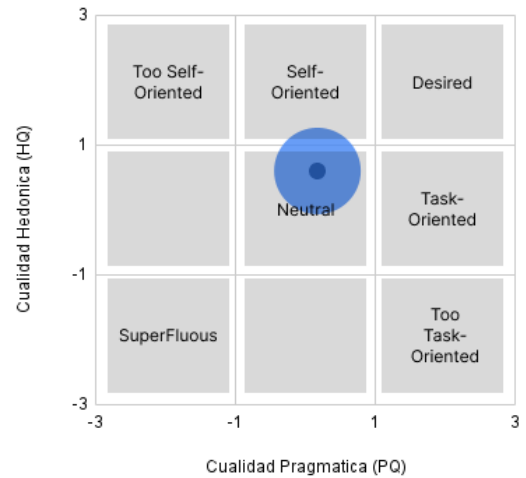 3
Too Self-
Oriented
Self-
Oriented
Desired
1
Neutral
Task-
Oriented
-1
SuperFluous
Too
Task-
Oriented
-3
-3
-1
1
3
Cualidad Hedonica (HQ)
Cualidad Pragmatica (PQ)